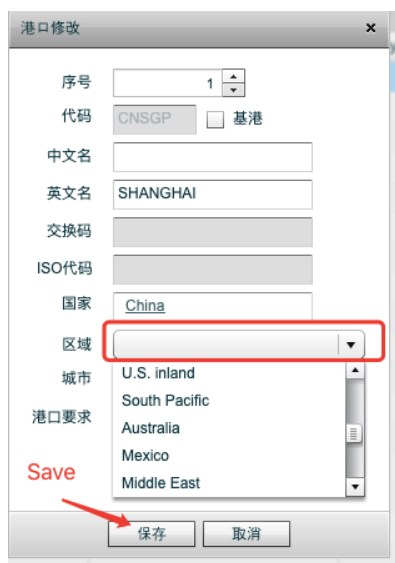 港口修改 ×
序号 1
代码 CNSGP 基港
中文名
英文名 SHANGHAI
交换码
ISO代码
国家 China
区域
城市 U.S. inland
South Pacific
港口要求 Australia
Mexico
Save Middle East
保存 取消